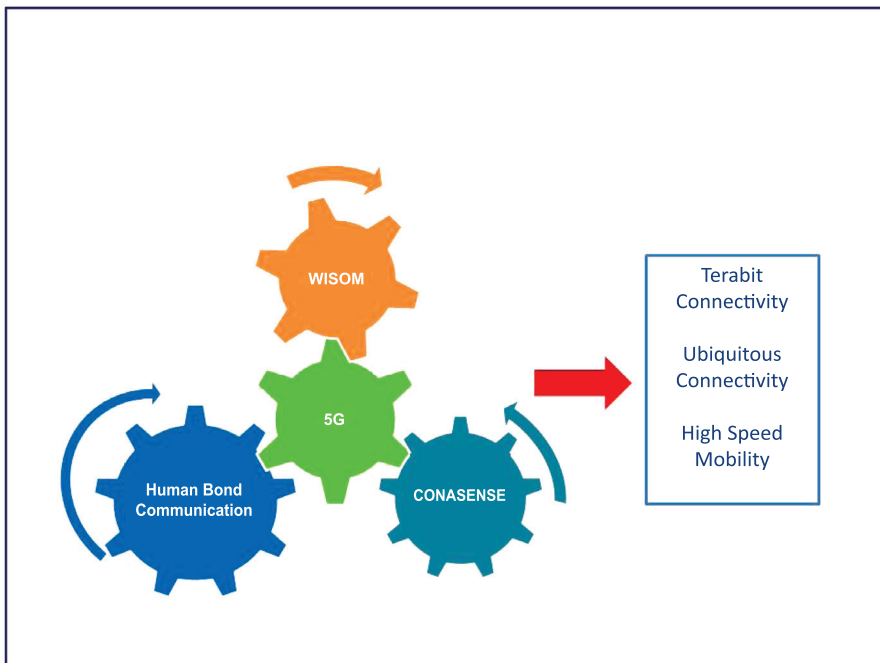 WISOM
5G
Human Bond
Communication
CONASENSE
Terabit
Connectivity
Ubiquitous
Connectivity
High Speed
Mobility